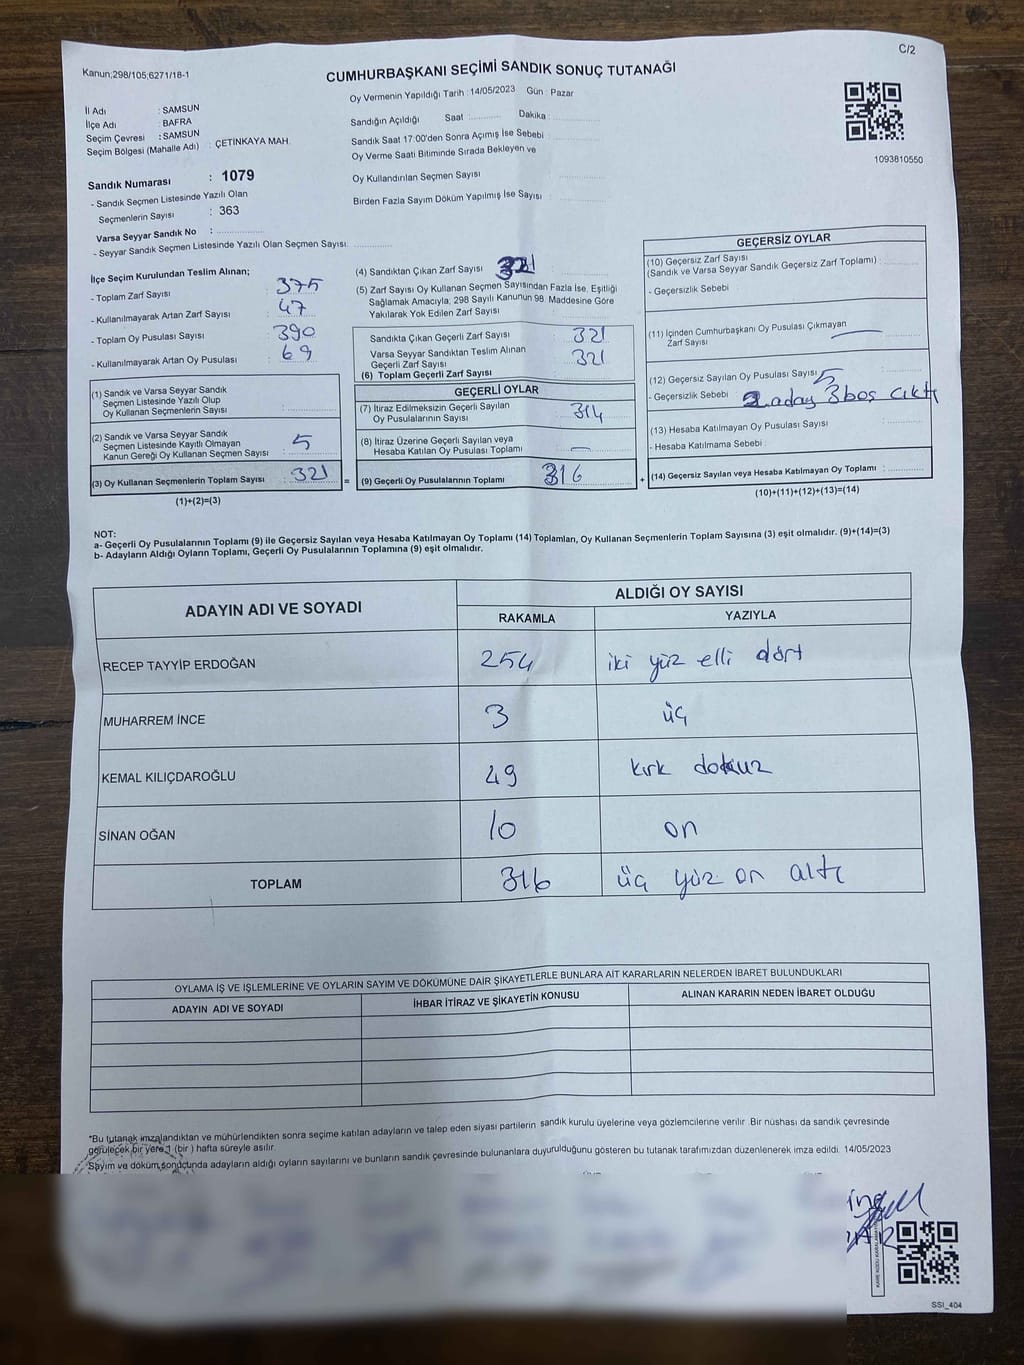 C/2
Kanun;298/105;6271/18-1
CUMHURBAŞKANI SEÇİMİ SANDIK SONUÇ TUTANAĞI
Oy Vermenin Yapıldığı Tarih : 14/05/2023 Gün : Pazar
İl Adı : SAMSUN
İlçe Adı : BAFRA
Seçim Çevresi : SAMSUN
Seçim Bölgesi (Mahalle Adı) : ÇETİNKAYA MAH.
Sandık Numarası : 1079
- Sandık Seçmen Listesinde Yazılı Olan
Seçmenlerin Sayısı : 363
Varsa Seyyar Sandık No : ..............
- Seyyar Sandık Seçmen Listesinde Yazılı Olan Seçmen Sayısı: ..............
Sandığın Açıldığı Saat .......... Dakika : ..............
Sandık Saat 17:00'den Sonra Açımış İse Sebebi ..............
Oy Verme Saati Bitiminde Sırada Bekleyen ve
Oy Kullandırılan Seçmen Sayısı ..............
Birden Fazla Sayım Döküm Yapılmış İse Sayısı : ..............
1093810550
İlçe Seçim Kurulundan Teslim Alınan;
- Toplam Zarf Sayısı 375
- Kullanılmayarak Artan Zarf Sayısı : 47
- Toplam Oy Pusulası Sayısı : 390
- Kullanılmayarak Artan Oy Pusulası : 69
(1) Sandık ve Varsa Seyyar Sandık
Seçmen Listesinde Yazılı Olup
Oy Kullanan Seçmenlerin Sayısı : ..............
(2) Sandık ve Varsa Seyyar Sandık
Seçmen Listesinde Kayıtlı Olmayan
Kanun Gereği Oy Kullanan Seçmen Sayısı : 5
(3) Oy Kullanan Seçmenlerin Toplam Sayısı : 321 =
(1)+(2)=(3)
(4) Sandıktan Çıkan Zarf Sayısı 321
(5) Zarf Sayısı Oy Kullanan Seçmen Sayısından Fazla İse, Eşitliği
Sağlamak Amacıyla, 298 Sayılı Kanunun 98. Maddesine Göre
Yakılarak Yok Edilen Zarf Sayısı
Sandıkta Çıkan Geçerli Zarf Sayısı : 321
Varsa Seyyar Sandıktan Teslim Alınan
Geçerli Zarf Sayısı : 321
(6) Toplam Geçerli Zarf Sayısı
GEÇERLİ OYLAR
(7) İtiraz Edilmeksizin Geçerli Sayılan
Oy Pusulalarının Sayısı : 314
(8) İtiraz Üzerine Geçerli Sayılan veya
Hesaba Katılan Oy Pusulası Toplamı : —
(9) Geçerli Oy Pusulalarının Toplamı 316 +
GEÇERSİZ OYLAR
(10) Geçersiz Zarf Sayısı
(Sandık ve Varsa Seyyar Sandık Geçersiz Zarf Toplamı) : ..............
- Geçersizlik Sebebi
(11) İçinden Cumhurbaşkanı Oy Pusulası Çıkmayan
Zarf Sayısı —
(12) Geçersiz Sayılan Oy Pusulası Sayısı 5
- Geçersizlik Sebebi 2. aday 3 boş çıktı
(13) Hesaba Katılmayan Oy Pusulası Sayısı : ..............
- Hesaba Katılmama Sebebi :
(14) Geçersiz Sayılan veya Hesaba Katılmayan Oy Toplamı : ..............
(10)+(11)+(12)+(13)=(14)
NOT:
a- Geçerli Oy Pusulalarının Toplamı (9) ile Geçersiz Sayılan veya Hesaba Katılmayan Oy Toplamı (14) Toplamları, Oy Kullanan Seçmenlerin Toplam Sayısına (3) eşit olmalıdır. (9)+(14)=(3)
b- Adayların Aldığı Oyların Toplamı, Geçerli Oy Pusulalarının Toplamına (9) eşit olmalıdır.
ADAYIN ADI VE SOYADI ALDIĞI OY SAYISI
RAKAMLA YAZIYLA
RECEP TAYYİP ERDOĞAN 254 iki yüz elli dört
MUHARREM İNCE 3 üç
KEMAL KILIÇDAROĞLU 49 kırk dokuz
SİNAN OĞAN 10 on
TOPLAM 316 üç yüz on altı
OYLAMA İŞ VE İŞLEMLERİNE VE OYLARIN SAYIM VE DÖKÜMÜNE DAİR ŞİKAYETLERLE BUNLARA AİT KARARLARIN NELERDEN İBARET BULUNDUKLARI
ADAYIN ADI VE SOYADI İHBAR İTİRAZ VE ŞİKAYETİN KONUSU ALINAN KARARIN NEDEN İBARET OLDUĞU
*Bu tutanak imzalandıktan ve mühürlendikten sonra seçime katılan adayların ve talep eden siyasi partilerin sandık kurulu üyelerine veya gözlemcilerine verilir. Bir nüshası da sandık çevresinde
görülecek bir yere 1 (bir) hafta süreyle asılır.
Sayım ve döküm sonucunda adayların aldığı oyların sayılarını ve bunların sandık çevresinde bulunanlara duyurulduğunu gösteren bu tutanak tarafımızdan düzenlenerek imza edildi. 14/05/2023
SSI_404